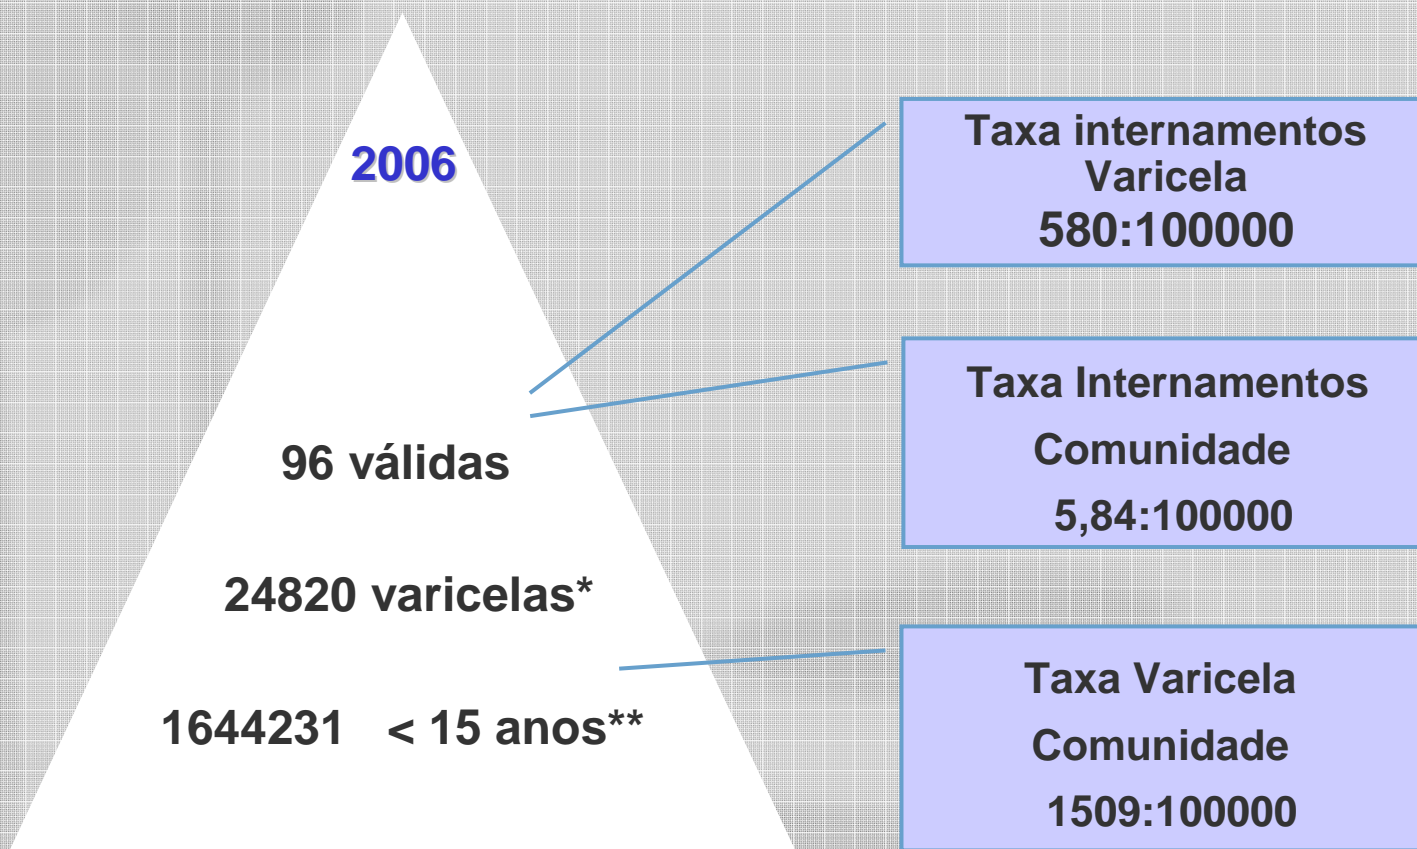 2006
96 válidas
24820 varicelas*
1644231 < 15 anos**
Taxa internamentos
Varicela
580:100000
Taxa Internamentos
Comunidade
5,84:100000
Taxa Varicela
Comunidade
1509:100000